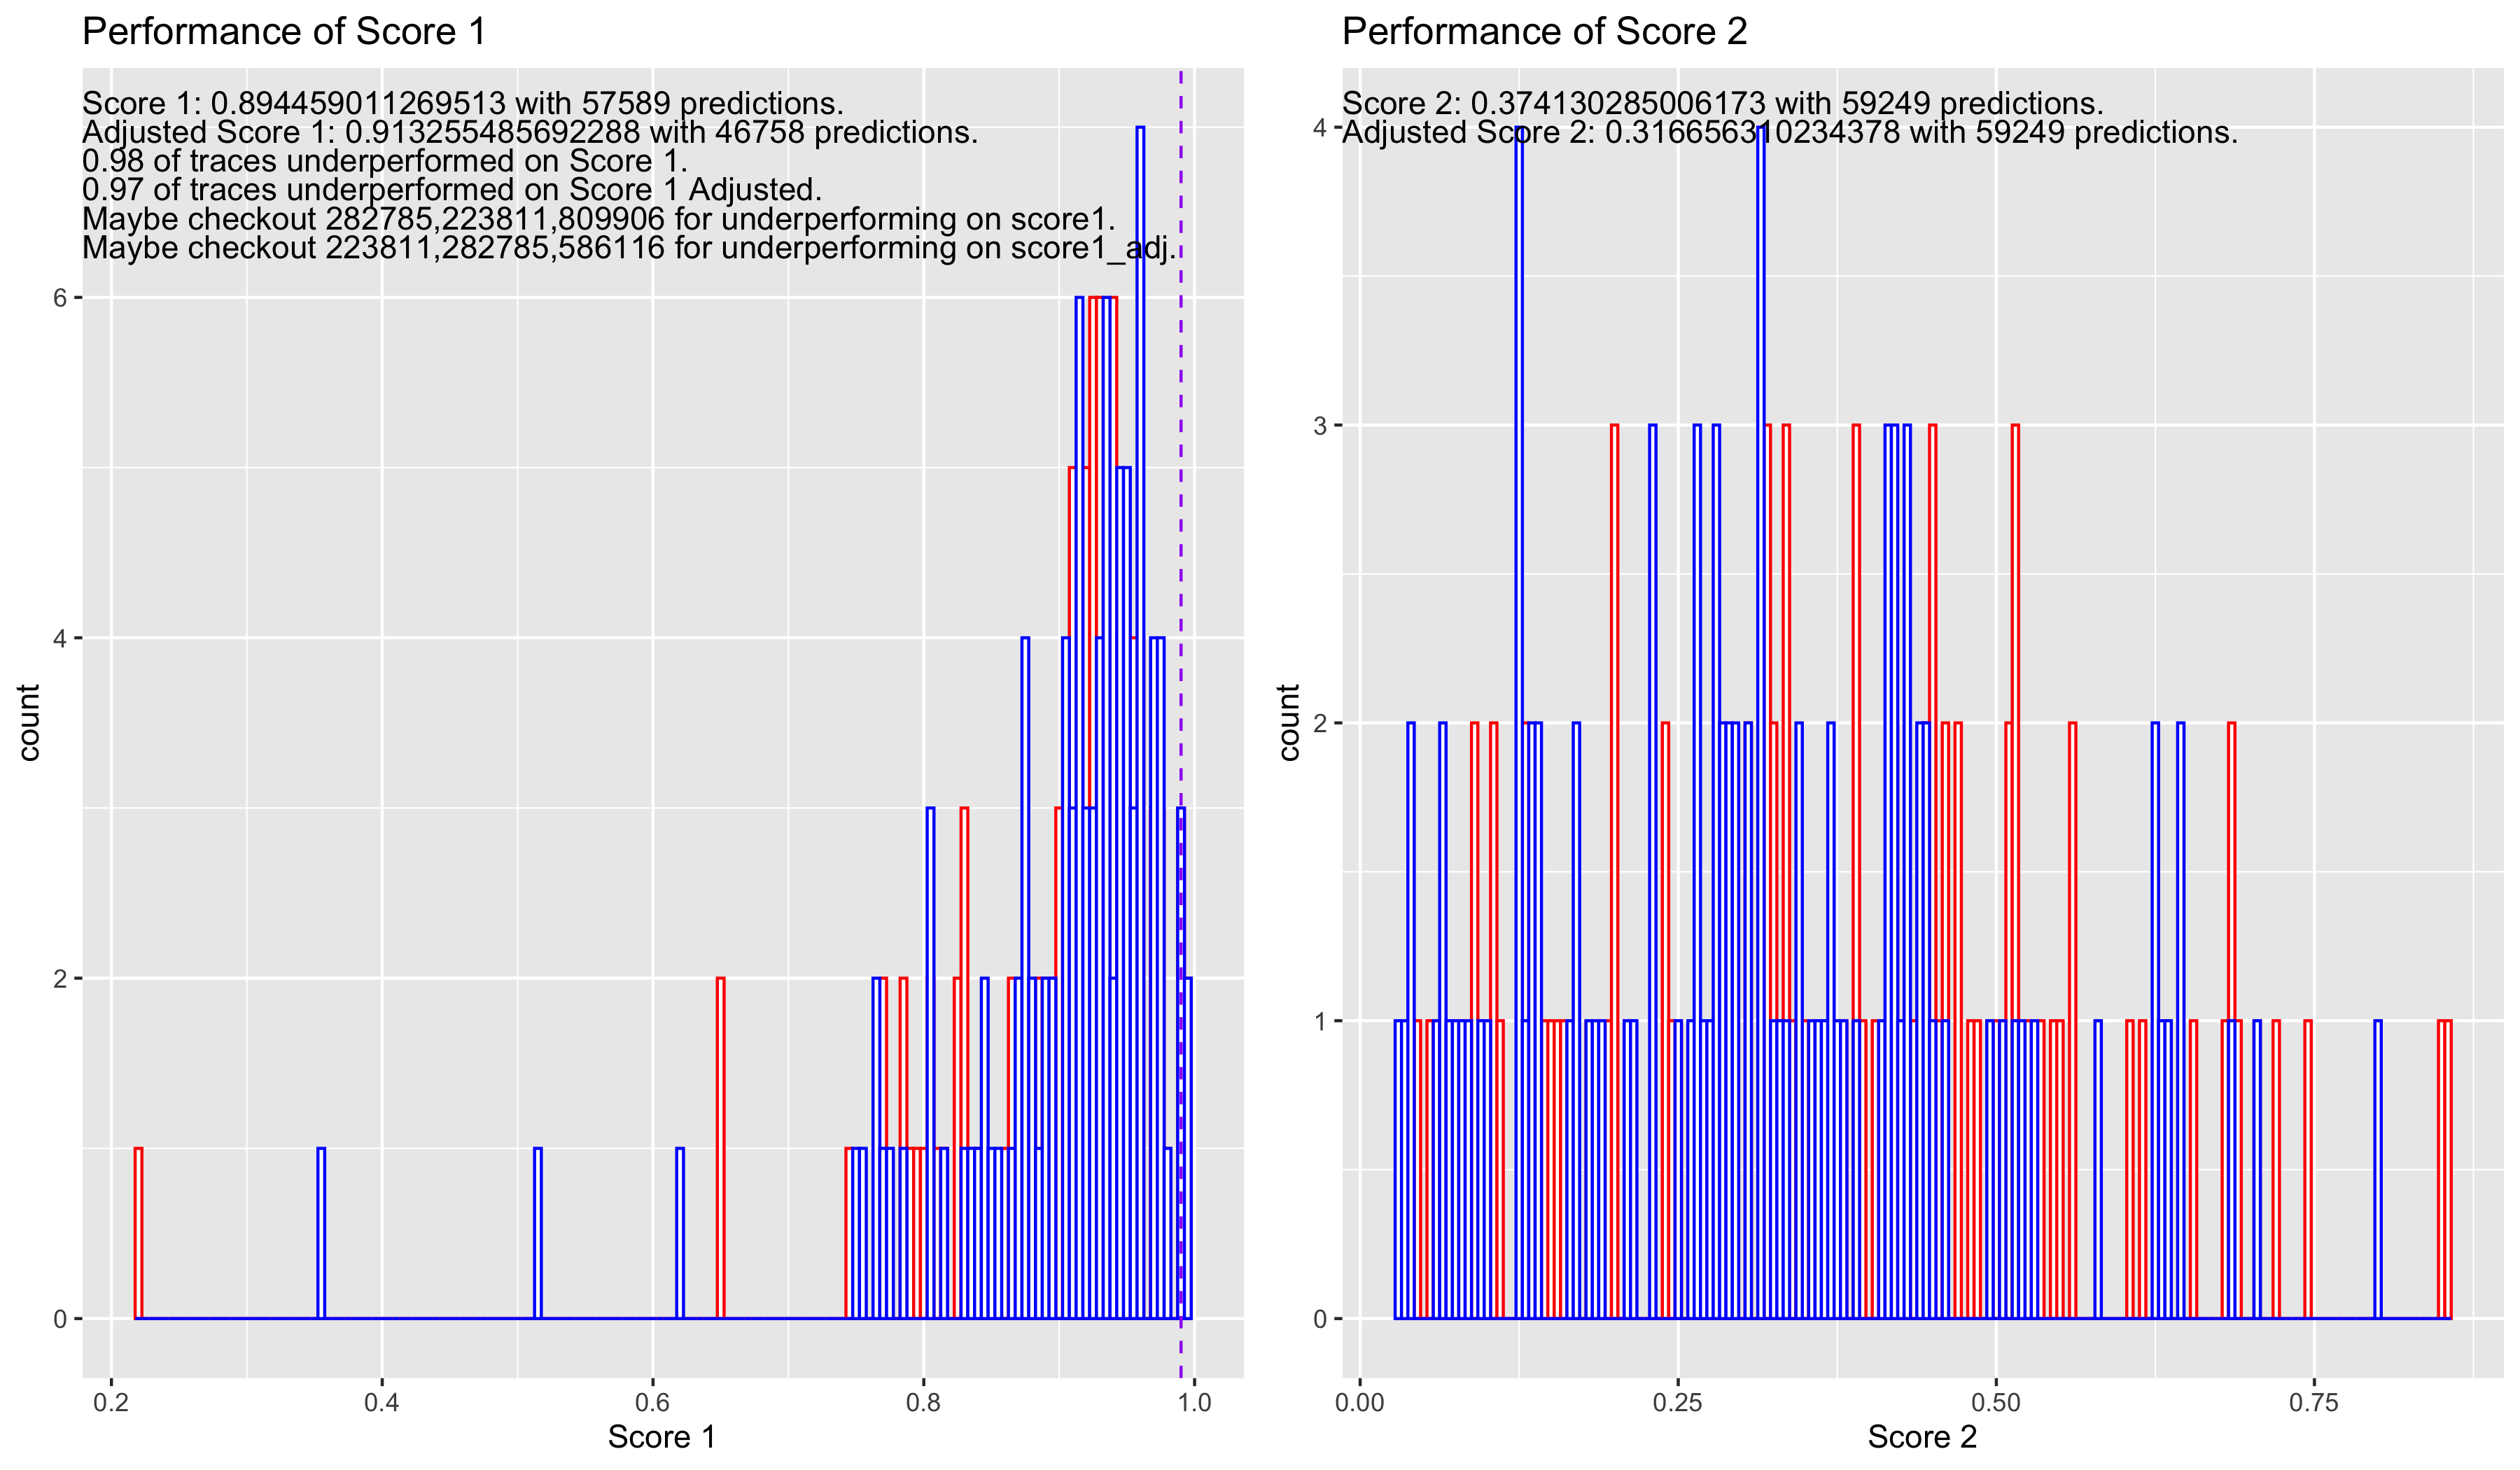 Performance of Score 1
Score 1: 0.894459011269513 with 57589 predictions.
Adjusted Score 1: 0.913255485692288 with 46758 predictions.
0.98 of traces underperformed on Score 1.
0.97 of traces underperformed on Score 1 Adjusted.
Maybe checkout 282785,223811,809906 for underperforming on score1.
Maybe checkout 223811,282785,586116 for underperforming on score1_adj.
6
4
2
0
count
0.2 0.4 0.6 0.8 1.0
Score 1
Performance of Score 2
Score 2: 0.374130285006173 with 59249 predictions.
Adjusted Score 2: 0.316656310234378 with 59249 predictions.
4
3
2
1
0
count
0.00 0.25 0.50 0.75
Score 2